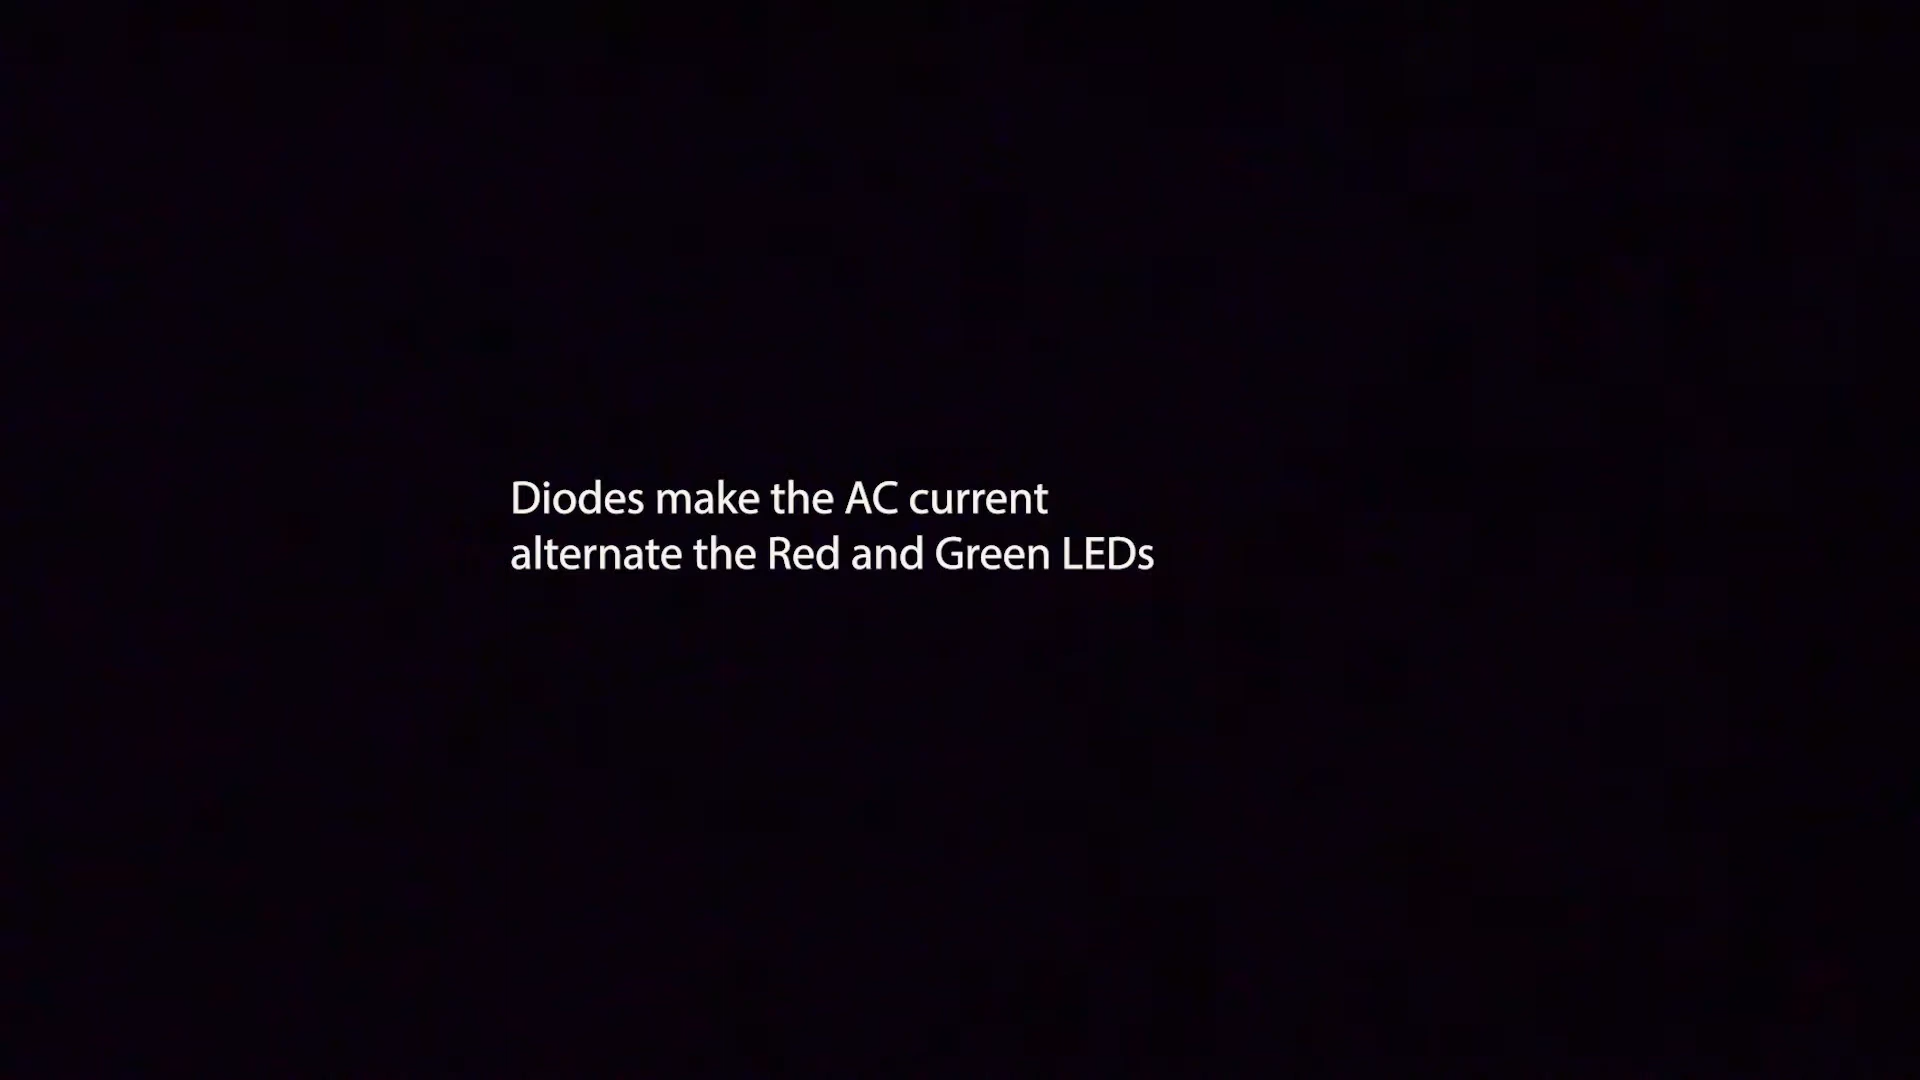 Diodes make the AC current
alternate the Red and Green LEDs